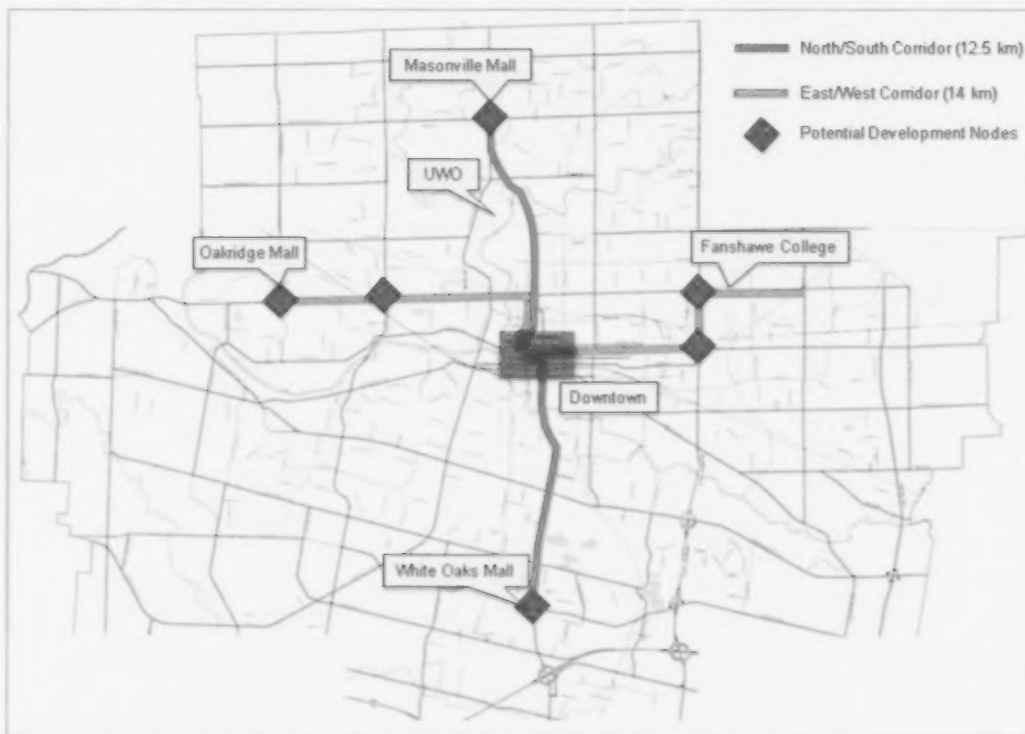 Masonville Mall
North/South Corridor (12.5 km)
East/West Corridor (14 km)
Potential Development Nodes
UWO
Oakridge Mall
Fanshawe College
Downtown
White Oaks Mall